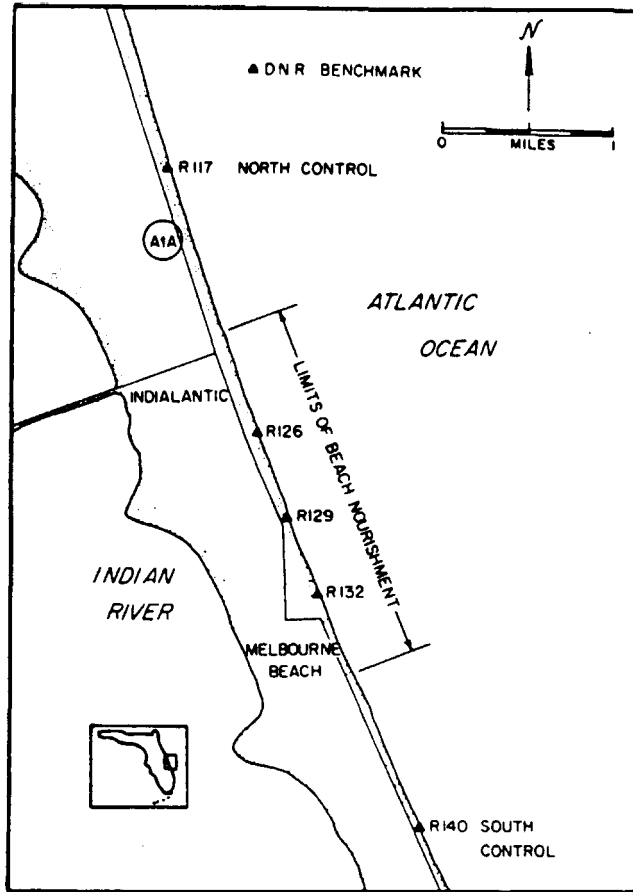 N
▲ DNR BENCHMARK
0 MILES 1
R117 NORTH CONTROL
A1A
ATLANTIC
OCEAN
LIMITS OF BEACH NOURISHMENT
INDIALANTIC
R126
R129
INDIAN
RIVER
R132
MELBOURNE
BEACH
R140 SOUTH
CONTROL